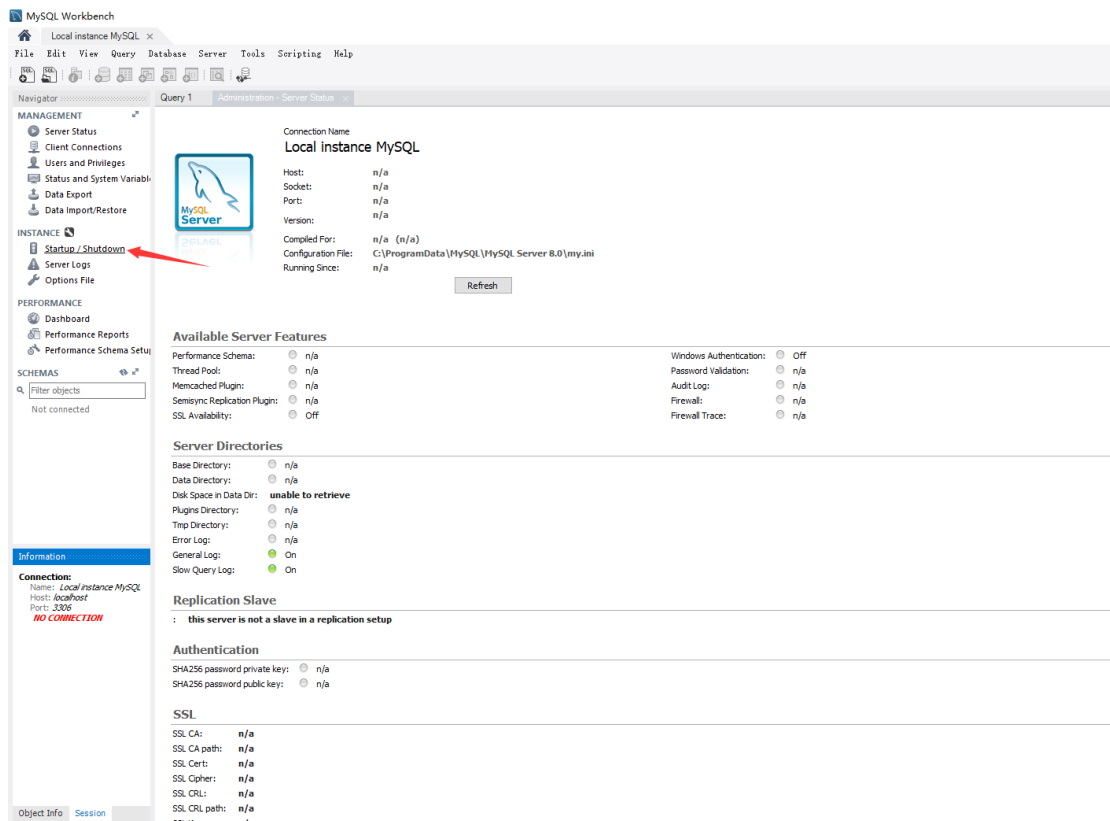 MySQL Workbench
Local instance MySQL ×
File Edit View Query Database Server Tools Scripting Help
Navigator
Query 1
Administration - Server Status ×
MANAGEMENT
Server Status
Client Connections
Users and Privileges
Status and System Variabl
Data Export
Data Import/Restore
INSTANCE
Startup / Shutdown
Server Logs
Options File
PERFORMANCE
Dashboard
Performance Reports
Performance Schema Setu
SCHEMAS
Filter objects
Not connected
Information
Connection:
Name: Local instance MySQL
Host: localhost
Port: 3306
NO CONNECTION
Object Info Session
MySQL
Server
Connection Name
Local instance MySQL
Host: n/a
Socket: n/a
Port: n/a
Version: n/a
Compiled For: n/a (n/a)
Configuration File: C:\ProgramData\MySQL\MySQL Server 8.0\my.ini
Running Since: n/a
Refresh
Available Server Features
Performance Schema: n/a
Thread Pool: n/a
Memcached Plugin: n/a
Semisync Replication Plugin: n/a
SSL Availability: Off
Windows Authentication: Off
Password Validation: n/a
Audit Log: n/a
Firewall: n/a
Firewall Trace: n/a
Server Directories
Base Directory: n/a
Data Directory: n/a
Disk Space in Data Dir: unable to retrieve
Plugins Directory: n/a
Tmp Directory: n/a
Error Log: n/a
General Log: On
Slow Query Log: On
Replication Slave
: this server is not a slave in a replication setup
Authentication
SHA256 password private key: n/a
SHA256 password public key: n/a
SSL
SSL CA: n/a
SSL CA path: n/a
SSL Cert: n/a
SSL Cipher: n/a
SSL CRL: n/a
SSL CRL path: n/a